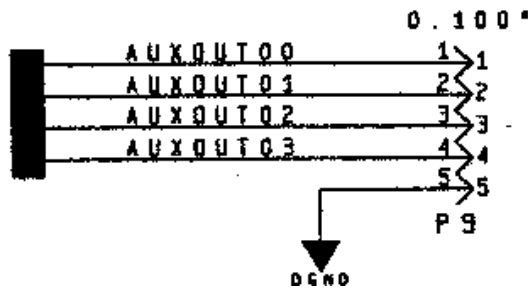 0.100"
AUXOUT00 1 1
AUXOUT01 2 2
AUXOUT02 3 3
AUXOUT03 4 4
5 5
P9
DGND